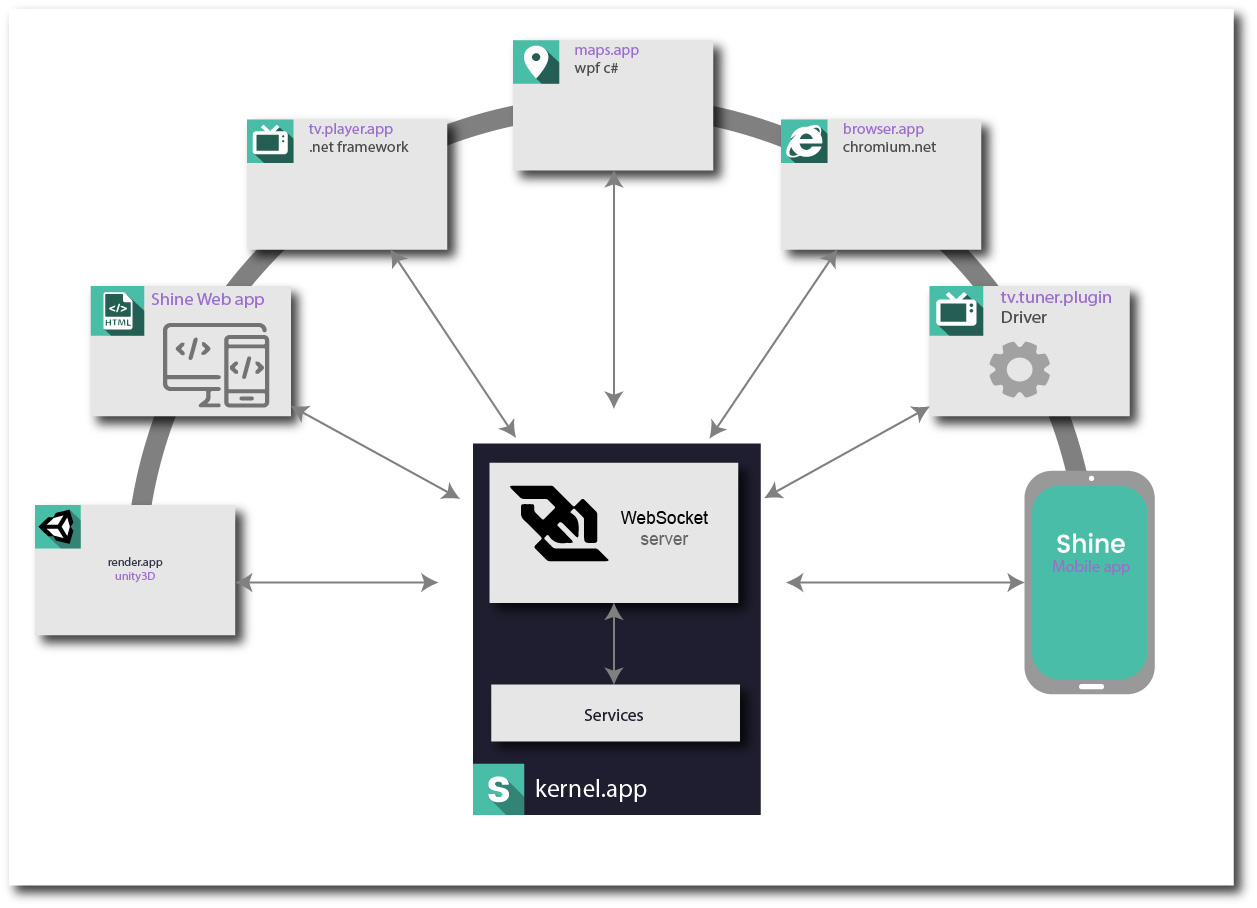 maps.app
wpf c#
tv.player.app
.net framework
browser.app
chromium.net
Shine Web app
</>
</>
HTML
</>
tv.tuner.plugin
Driver
WebSocket
server
render.app
unity3D
Shine
Mobile app
Services
S
kernel.app